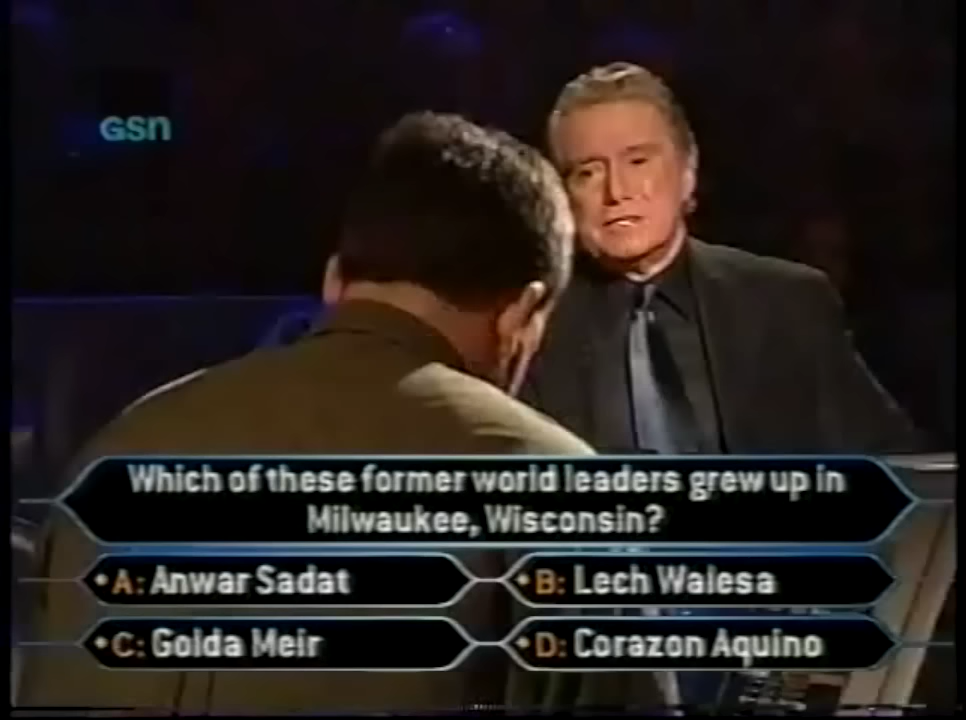 GSN
Which of these former world leaders grew up in
Milwaukee, Wisconsin?
A: Anwar Sadat
B: Lech Walesa
C: Golda Meir
D: Corazon Aquino